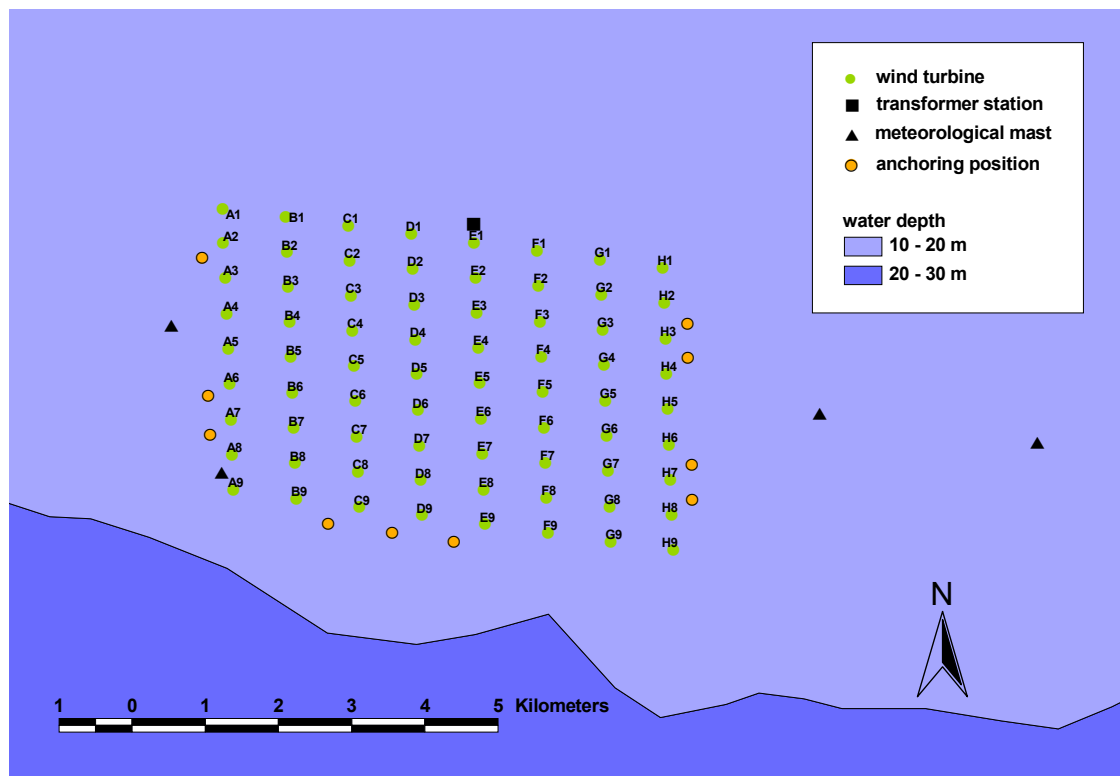 wind turbine
transformer station
meteorological mast
anchoring position
water depth
10 - 20 m
20 - 30 m
A1 B1 C1 D1 E1 F1 G1 H1
A2 B2 C2 D2 E2 F2 G2 H2
A3 B3 C3 D3 E3 F3 G3 H3
A4 B4 C4 D4 E4 F4 G4 H4
A5 B5 C5 D5 E5 F5 G5 H5
A6 B6 C6 D6 E6 F6 G6 H6
A7 B7 C7 D7 E7 F7 G7 H7
A8 B8 C8 D8 E8 F8 G8 H8
A9 B9 C9 D9 E9 F9 G9 H9
N
1 0 1 2 3 4 5 Kilometers